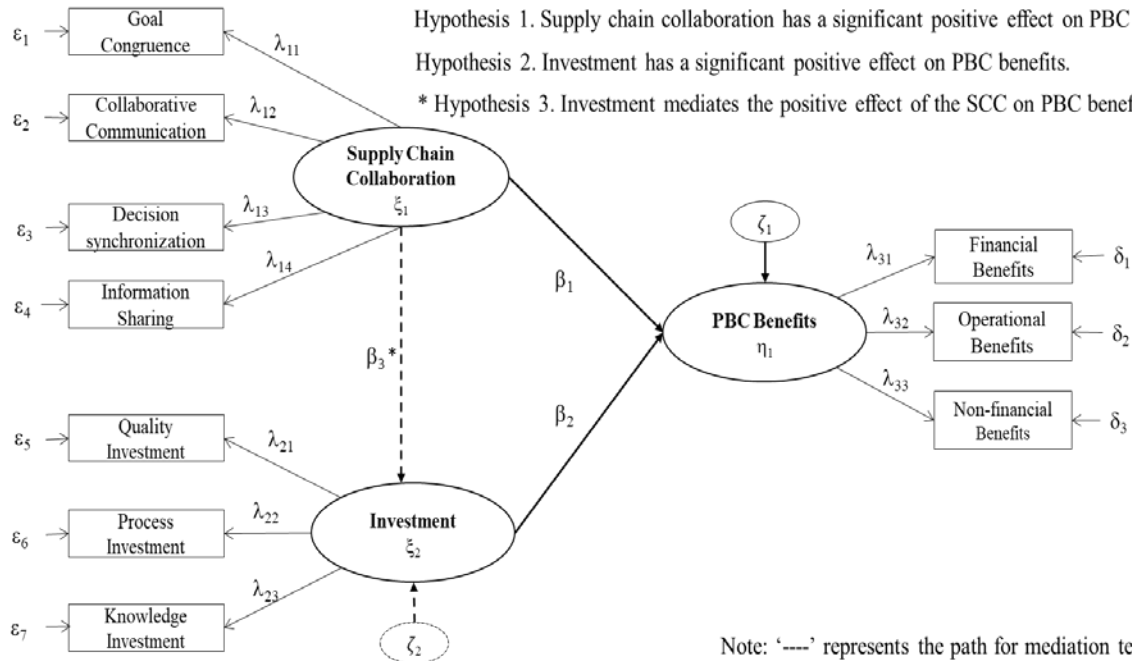 Hypothesis 1. Supply chain collaboration has a significant positive effect on PBC
Hypothesis 2. Investment has a significant positive effect on PBC benefits.
* Hypothesis 3. Investment mediates the positive effect of the SCC on PBC benef
ε1
Goal
Congruence
λ11
ε2
Collaborative
Communication
λ12
Supply Chain
Collaboration
ξ1
ε3
Decision
synchronization
λ13
ε4
Information
Sharing
λ14
β1
β3*
β2
ζ1
PBC Benefits
η1
λ31
Financial
Benefits
δ1
λ32
Operational
Benefits
δ2
λ33
Non-financial
Benefits
δ3
ε5
Quality
Investment
λ21
ε6
Process
Investment
λ22
Investment
ξ2
ε7
Knowledge
Investment
λ23
ζ2
Note: ‘----’ represents the path for mediation te